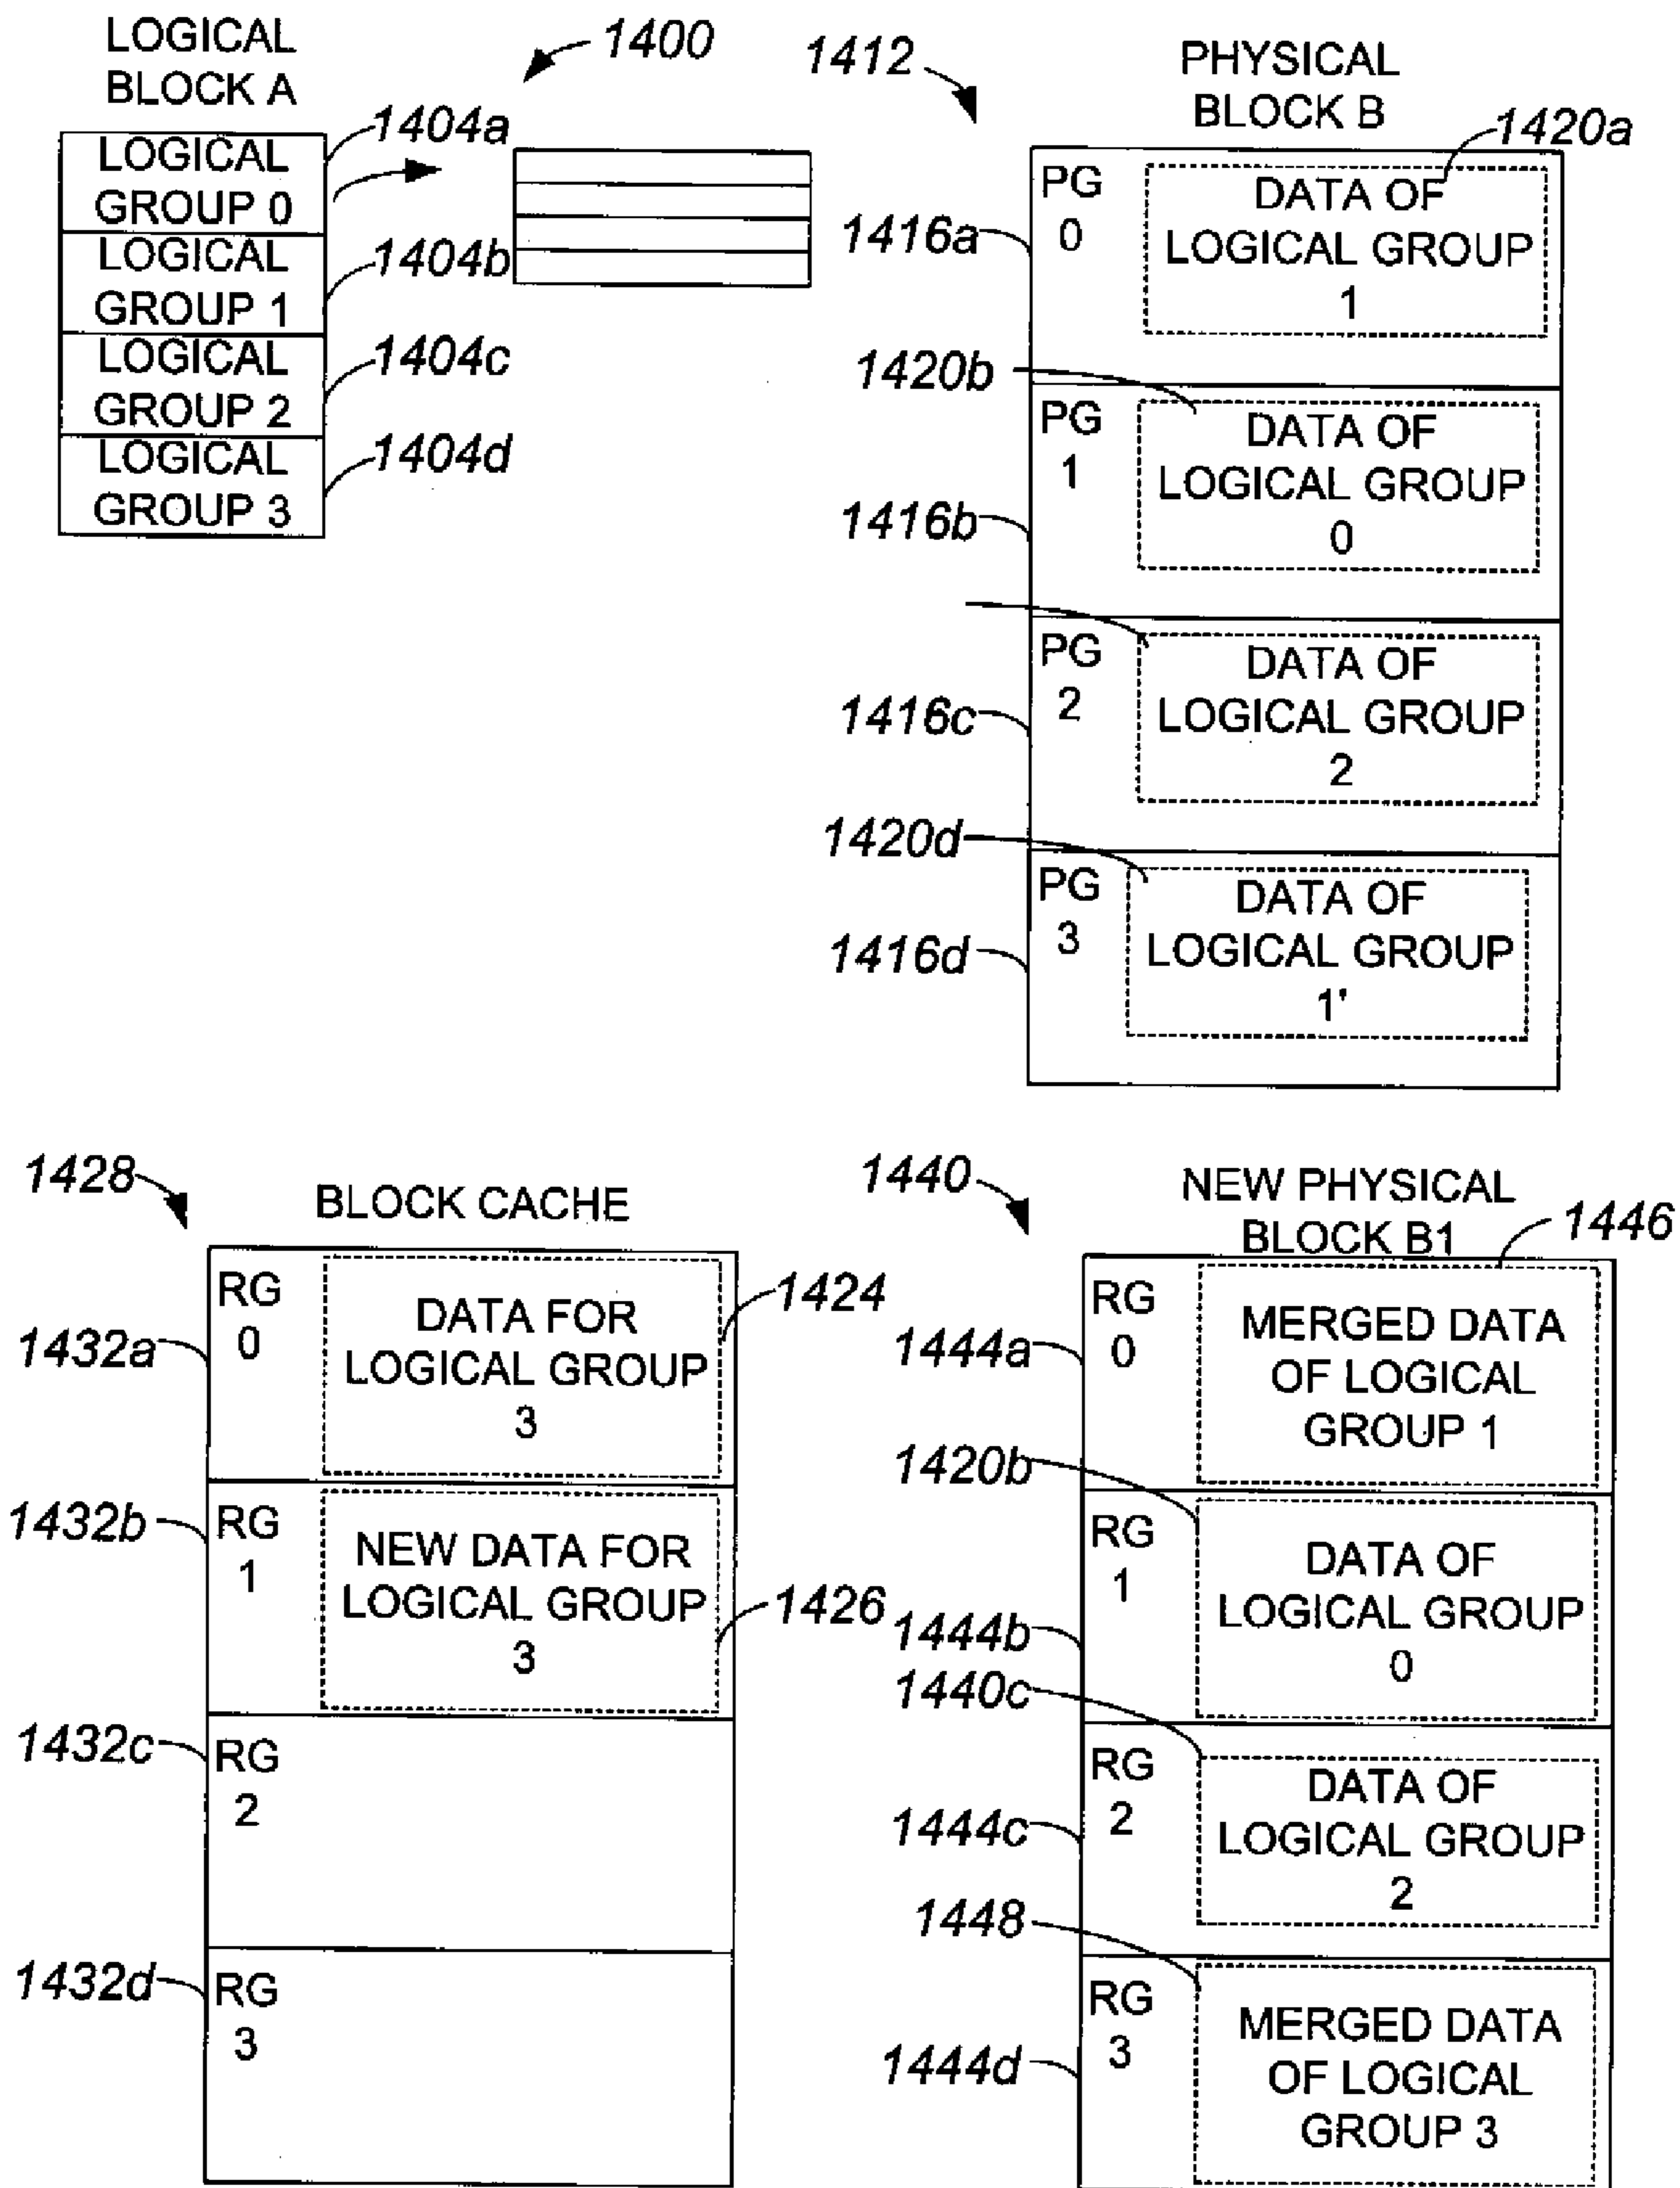 LOGICAL
BLOCK A
1400
LOGICAL
GROUP 0
1404a
LOGICAL
GROUP 1
1404b
LOGICAL
GROUP 2
1404c
LOGICAL
GROUP 3
1404d
1412
PHYSICAL
BLOCK B
1420a
PG
0
DATA OF
LOGICAL GROUP
1
1416a
1420b
PG
1
DATA OF
LOGICAL GROUP
0
1416b
PG
2
DATA OF
LOGICAL GROUP
2
1416c
1420d
PG
3
DATA OF
LOGICAL GROUP
1'
1416d
1428
BLOCK CACHE
RG
0
DATA FOR
LOGICAL GROUP
3
1424
1432a
RG
1
NEW DATA FOR
LOGICAL GROUP
3
1426
1432b
1432c
RG
2
1432d
RG
3
1440
NEW PHYSICAL
BLOCK B1
1446
RG
0
MERGED DATA
OF LOGICAL
GROUP 1
1444a
1420b
RG
1
DATA OF
LOGICAL GROUP
0
1444b
1440c
RG
2
DATA OF
LOGICAL GROUP
2
1444c
1448
RG
3
MERGED DATA
OF LOGICAL
GROUP 3
1444d